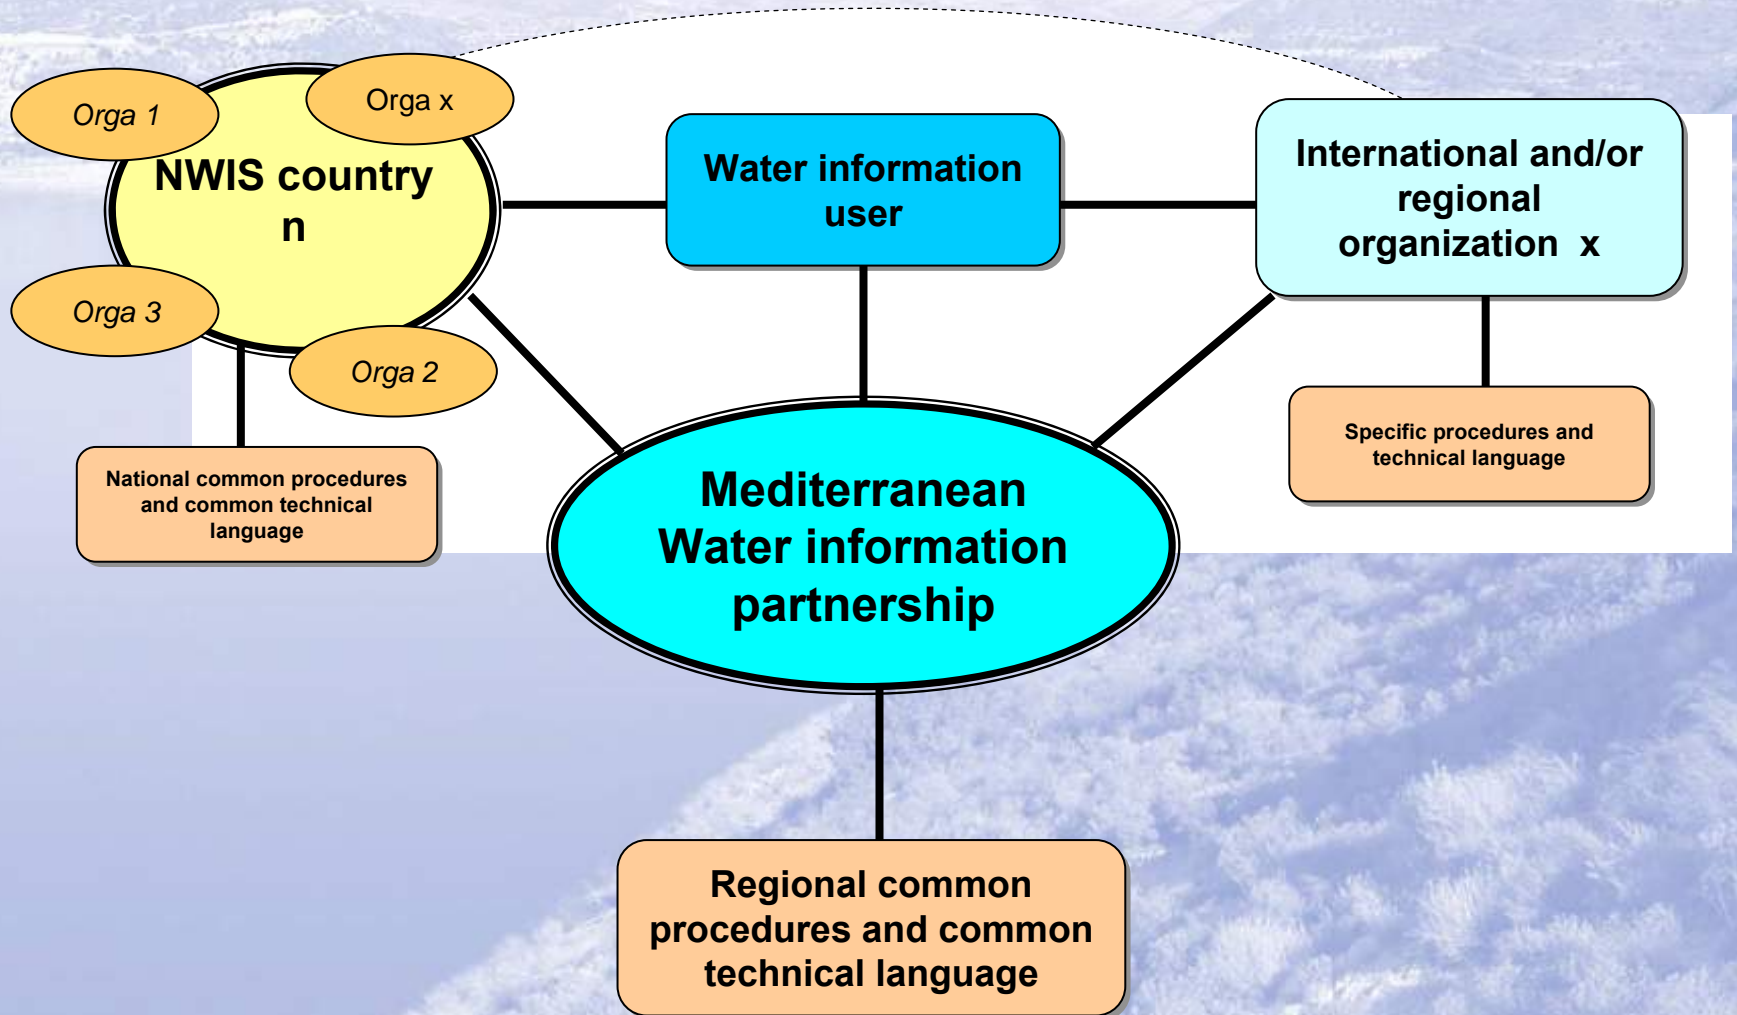 Orga 1
Orga x
NWIS country
n
Orga 3
Orga 2
Water information
user
International and/or
regional
organization x
National common procedures
and common technical
language
Specific procedures and
technical language
Mediterranean
Water information
partnership
Regional common
procedures and common
technical language